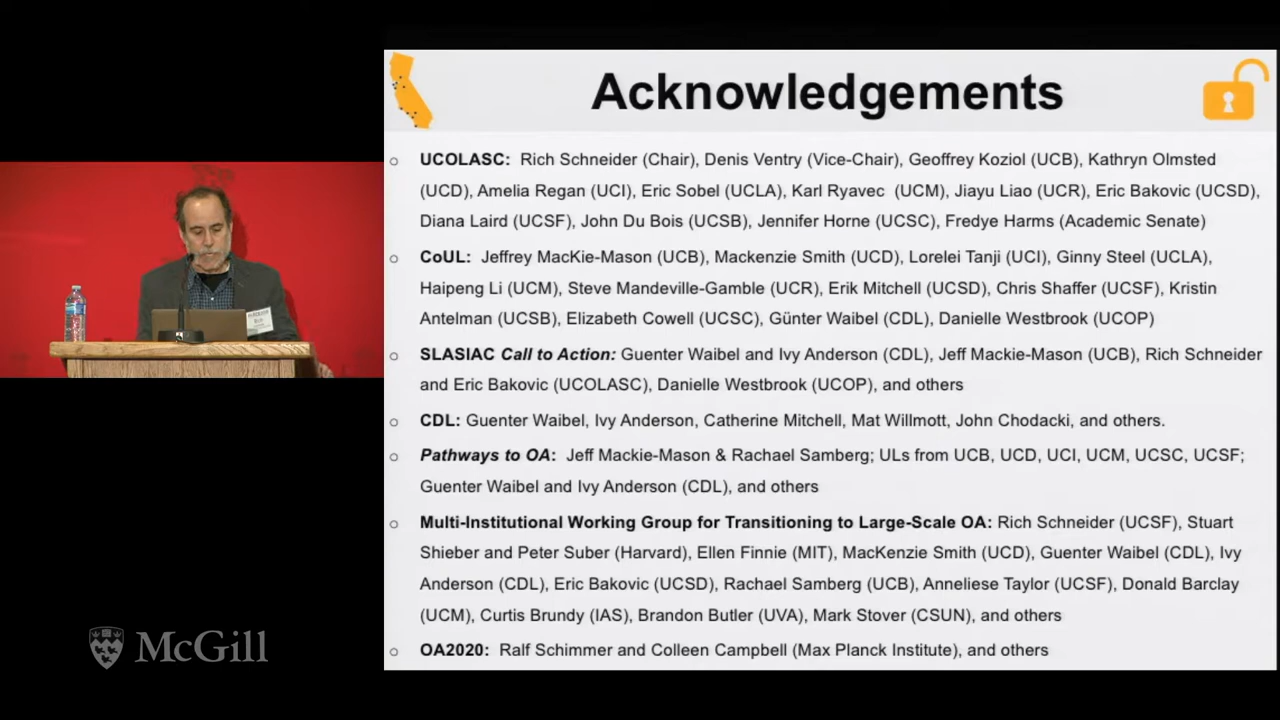 Acknowledgements
UCOLASC: Rich Schneider (Chair), Denis Ventry (Vice-Chair), Geoffrey Koziol (UCB), Kathryn Olmsted
(UCD), Amelia Regan (UCI), Eric Sobel (UCLA), Karl Ryavec (UCM), Jiayu Liao (UCR), Eric Bakovic (UCSD),
Diana Laird (UCSF), John Du Bois (UCSB), Jennifer Horne (UCSC), Fredye Harms (Academic Senate)
CoUL: Jeffrey MacKie-Mason (UCB), Mackenzie Smith (UCD), Lorelei Tanji (UCI), Ginny Steel (UCLA),
Haipeng Li (UCM), Steve Mandeville-Gamble (UCR), Erik Mitchell (UCSD), Chris Shaffer (UCSF), Kristin
Antelman (UCSB), Elizabeth Cowell (UCSC), Günter Waibel (CDL), Danielle Westbrook (UCOP)
SLASIAC Call to Action: Guenter Waibel and Ivy Anderson (CDL), Jeff Mackie-Mason (UCB), Rich Schneider
and Eric Bakovic (UCOLASC), Danielle Westbrook (UCOP), and others
CDL: Guenter Waibel, Ivy Anderson, Catherine Mitchell, Mat Willmott, John Chodacki, and others.
Pathways to OA: Jeff Mackie-Mason & Rachael Samberg; ULs from UCB, UCD, UCI, UCM, UCSC, UCSF;
Guenter Waibel and Ivy Anderson (CDL), and others
Multi-Institutional Working Group for Transitioning to Large-Scale OA: Rich Schneider (UCSF), Stuart
Shieber and Peter Suber (Harvard), Ellen Finnie (MIT), MacKenzie Smith (UCD), Guenter Waibel (CDL), Ivy
Anderson (CDL), Eric Bakovic (UCSD), Rachael Samberg (UCB), Anneliese Taylor (UCSF), Donald Barclay
(UCM), Curtis Brundy (IAS), Brandon Butler (UVA), Mark Stover (CSUN), and others
OA2020: Ralf Schimmer and Colleen Campbell (Max Planck Institute), and others
McGill